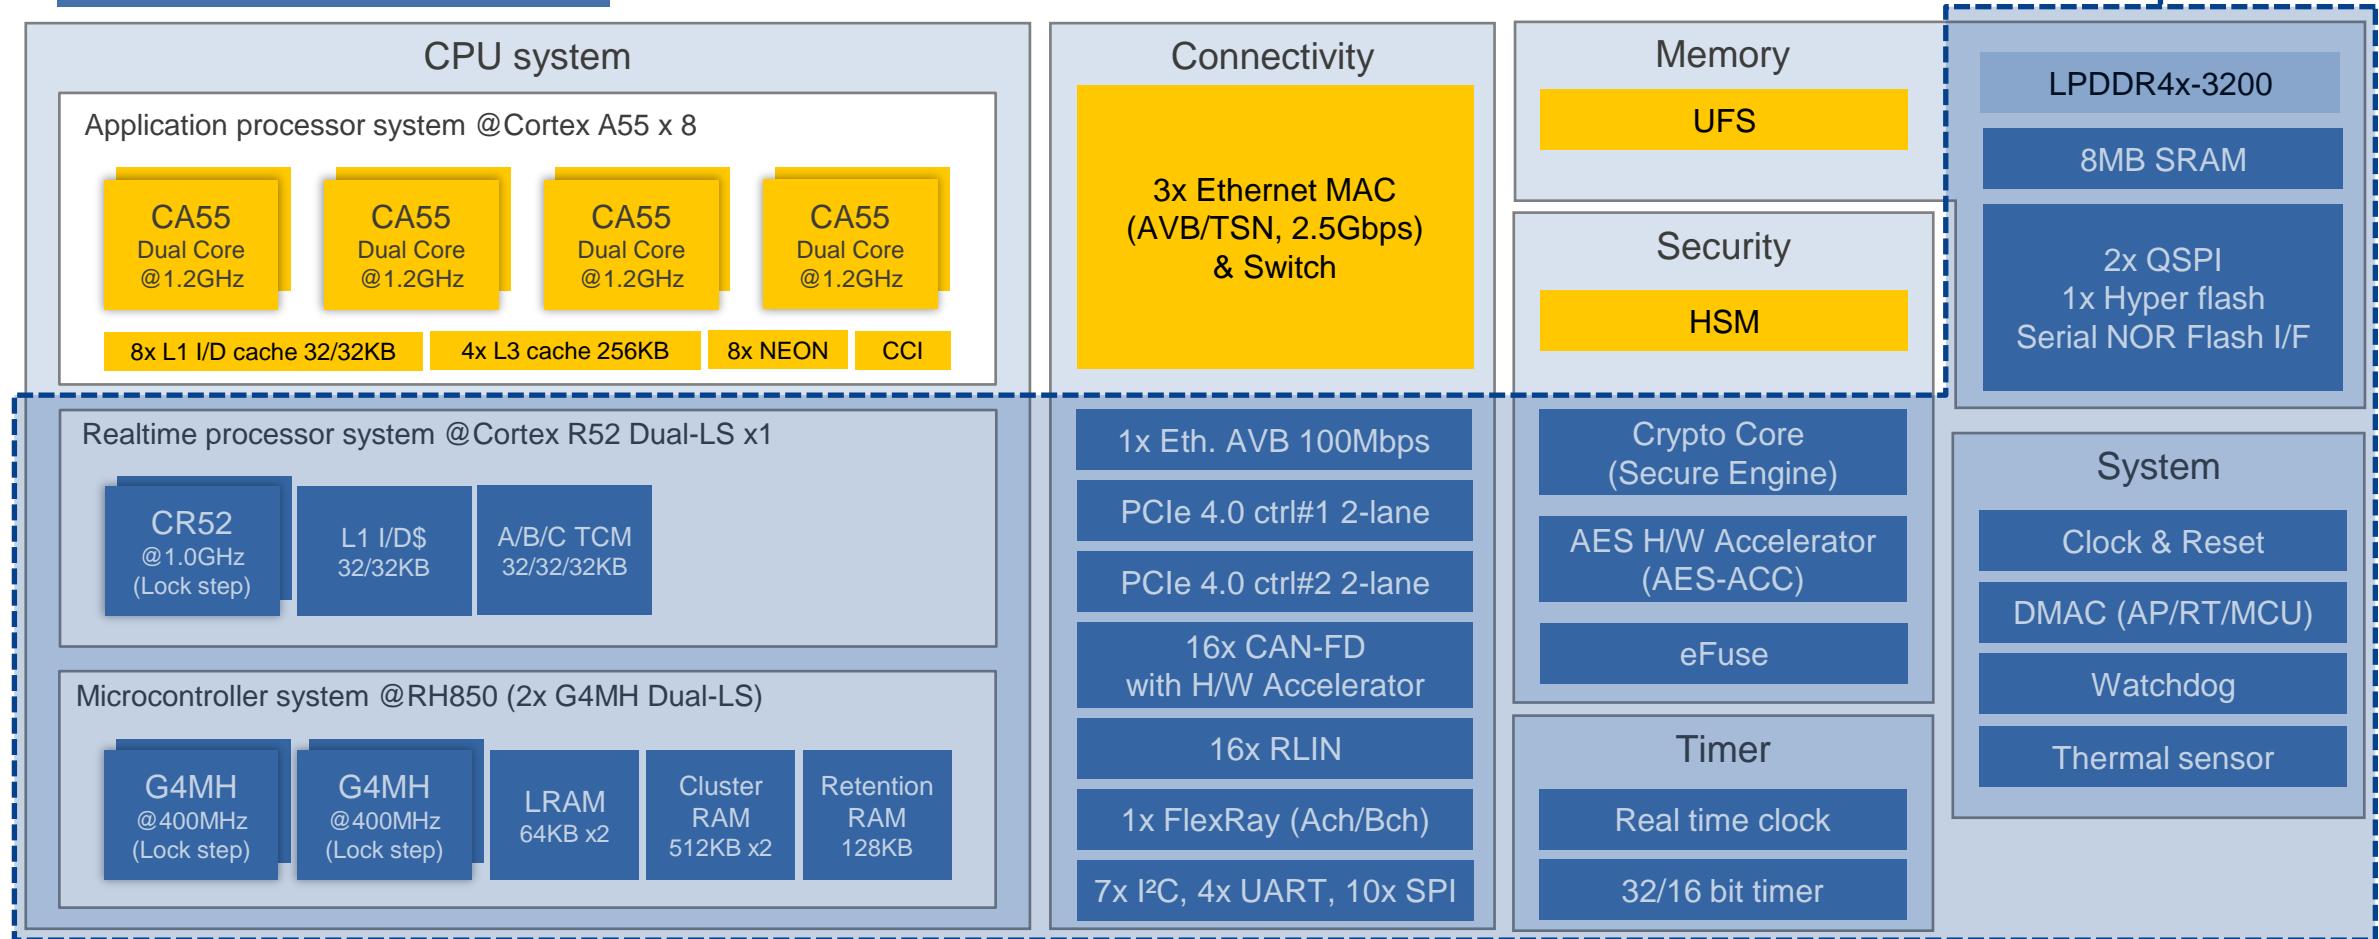 CPU system
Application processor system @Cortex A55 x 8
CA55
Dual Core
@1.2GHz
CA55
Dual Core
@1.2GHz
CA55
Dual Core
@1.2GHz
CA55
Dual Core
@1.2GHz
8x L1 I/D cache 32/32KB
4x L3 cache 256KB
8x NEON
CCI
Realtime processor system @Cortex R52 Dual-LS x1
CR52
@1.0GHz
(Lock step)
L1 I/D$
32/32KB
A/B/C TCM
32/32/32KB
Microcontroller system @RH850 (2x G4MH Dual-LS)
G4MH
@400MHz
(Lock step)
G4MH
@400MHz
(Lock step)
LRAM
64KB x2
Cluster
RAM
512KB x2
Retention
RAM
128KB
Connectivity
3x Ethernet MAC
(AVB/TSN, 2.5Gbps)
& Switch
1x Eth. AVB 100Mbps
PCIe 4.0 ctrl#1 2-lane
PCIe 4.0 ctrl#2 2-lane
16x CAN-FD
with H/W Accelerator
16x RLIN
1x FlexRay (Ach/Bch)
7x I²C, 4x UART, 10x SPI
Memory
UFS
LPDDR4x-3200
8MB SRAM
2x QSPI
1x Hyper flash
Serial NOR Flash I/F
Security
HSM
Crypto Core
(Secure Engine)
AES H/W Accelerator
(AES-ACC)
eFuse
Timer
Real time clock
32/16 bit timer
System
Clock & Reset
DMAC (AP/RT/MCU)
Watchdog
Thermal sensor